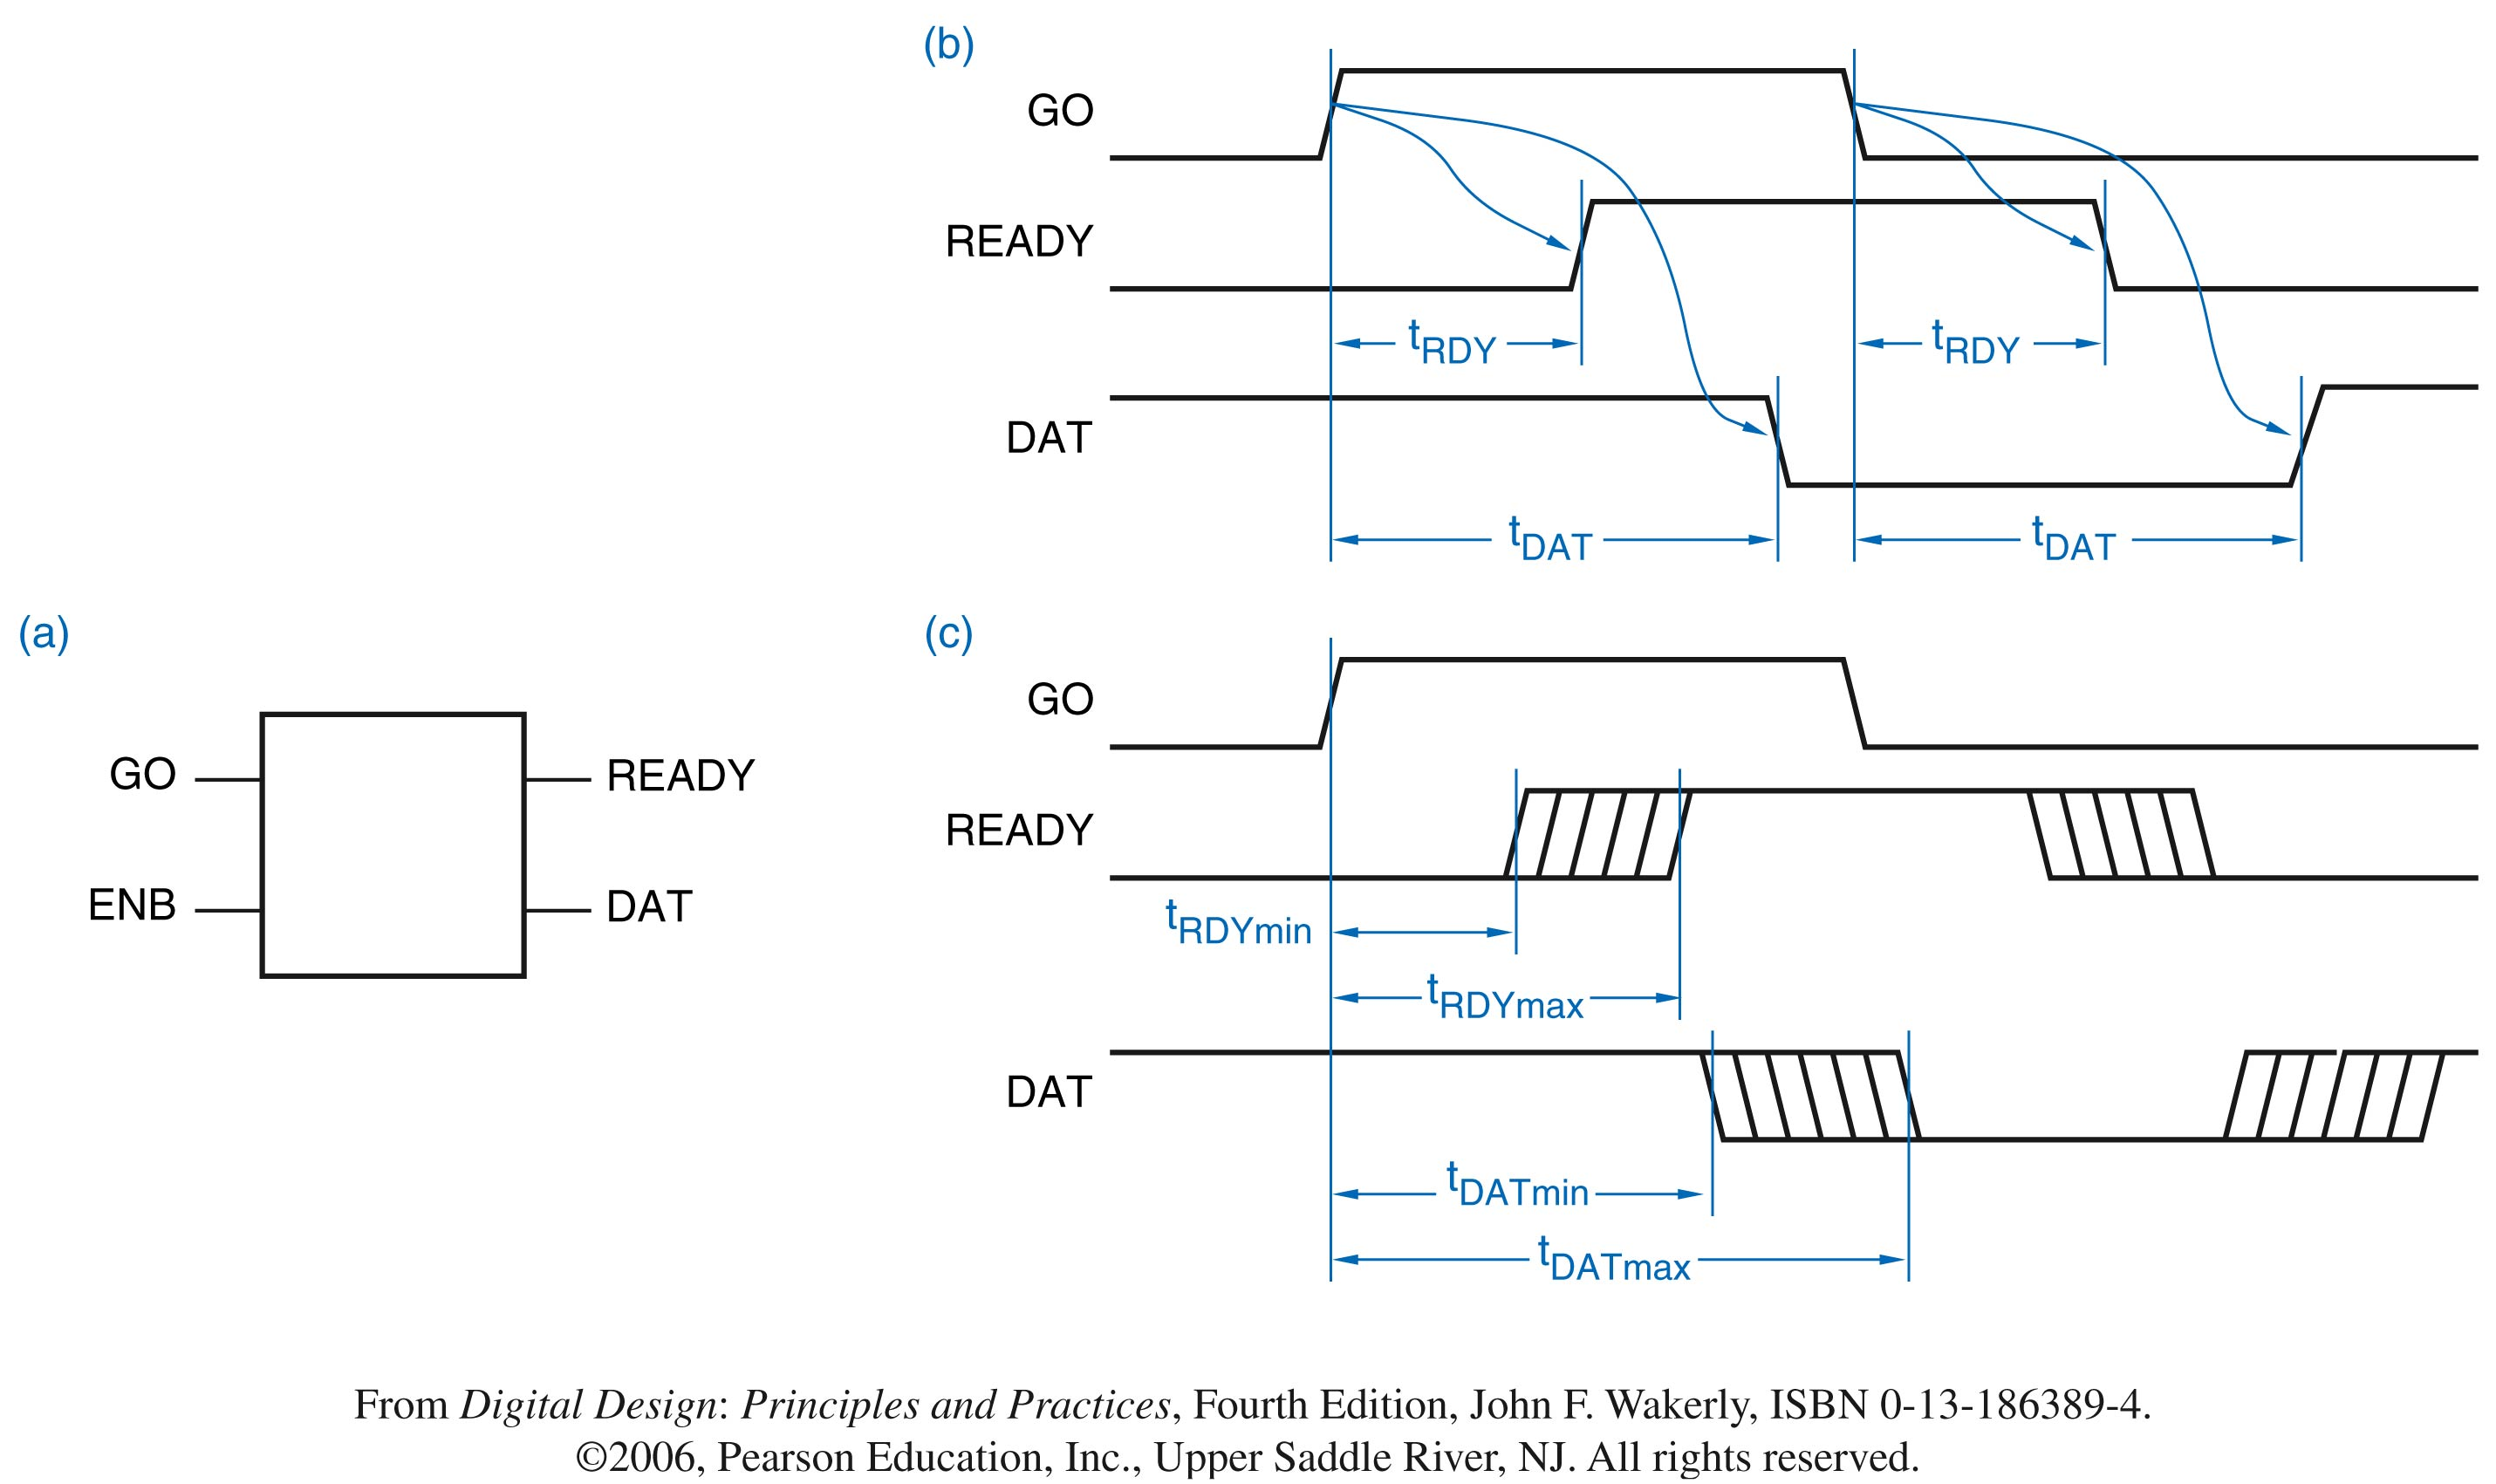 (b)
GO
READY
tRDY tRDY
DAT
tDAT tDAT
(a)
GO READY
ENB DAT
(c)
GO
READY
tRDYmin
tRDYmax
DAT
tDATmin
tDATmax
From Digital Design: Principles and Practices, Fourth Edition, John F. Wakerly, ISBN 0-13-186389-4.
©2006, Pearson Education, Inc., Upper Saddle River, NJ. All rights reserved.